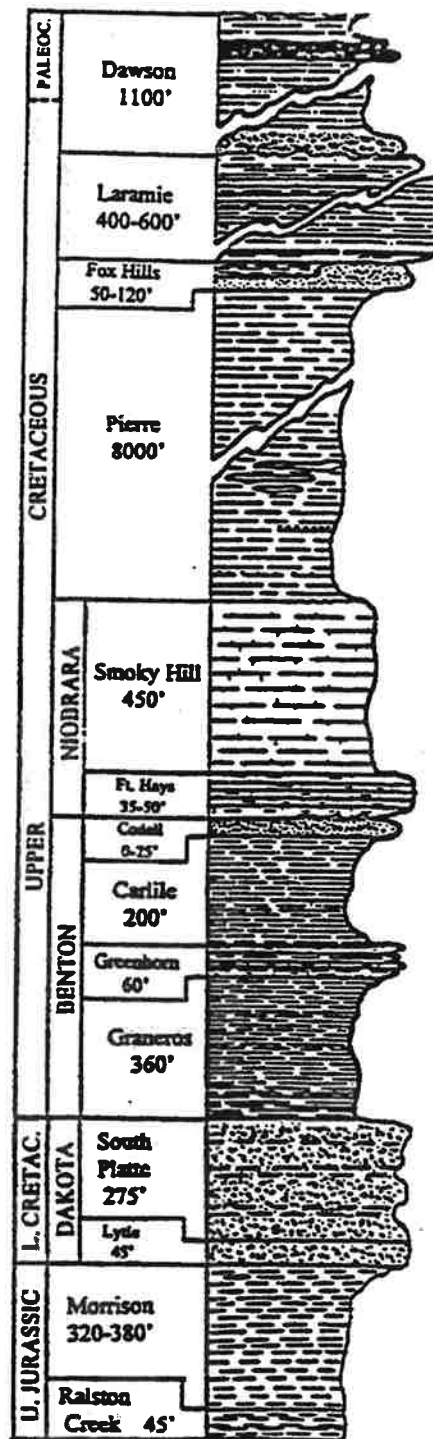 PALEOC.
Dawson
1100'
Laramie
400-600'
Fox Hills
50-120'
UPPER CRETACEOUS
Pierre
8000'
NIOBRARA
Smoky Hill
450'
Ft. Hays
35-50'
BENTON
Codell
0-25'
Carlile
200'
Greenhorn
60'
Graneros
360'
L. CRETAC.
DAKOTA
South
Platte
275'
Lytle
45'
U. JURASSIC
Morrison
320-380'
Ralston
Creek 45'